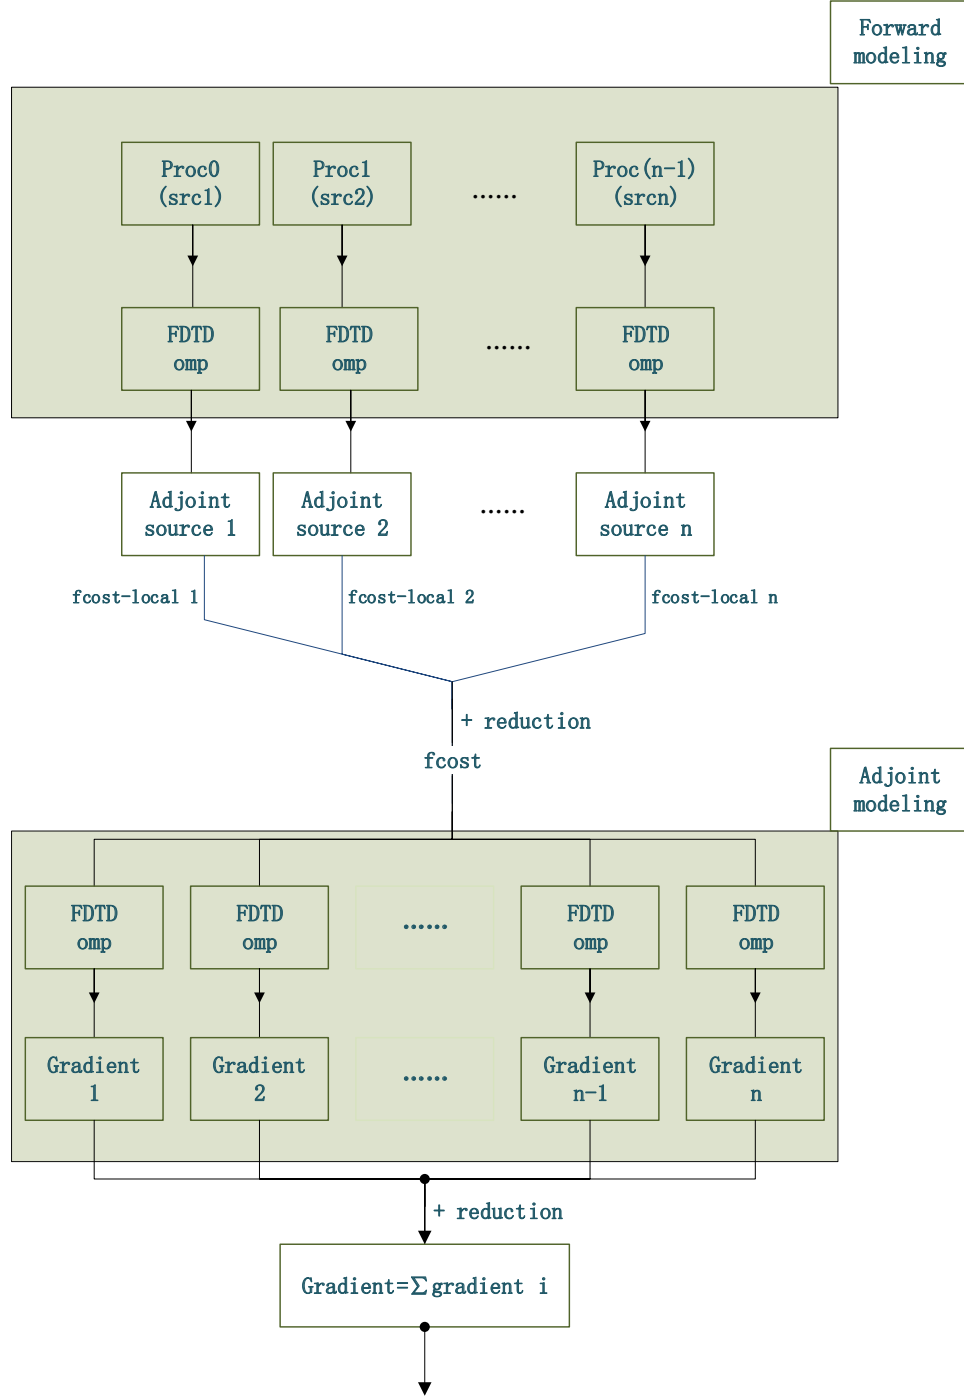 Forward
modeling
Proc0
(src1)
Proc1
(src2)
......
Proc(n-1)
(srcn)
FDTD
omp
FDTD
omp
......
FDTD
omp
Adjoint
source 1
Adjoint
source 2
......
Adjoint
source n
fcost-local 1
fcost-local 2
fcost-local n
+ reduction
fcost
Adjoint
modeling
FDTD
omp
FDTD
omp
......
FDTD
omp
FDTD
omp
Gradient
1
Gradient
2
......
Gradient
n-1
Gradient
n
+ reduction
Gradient=Σgradient i